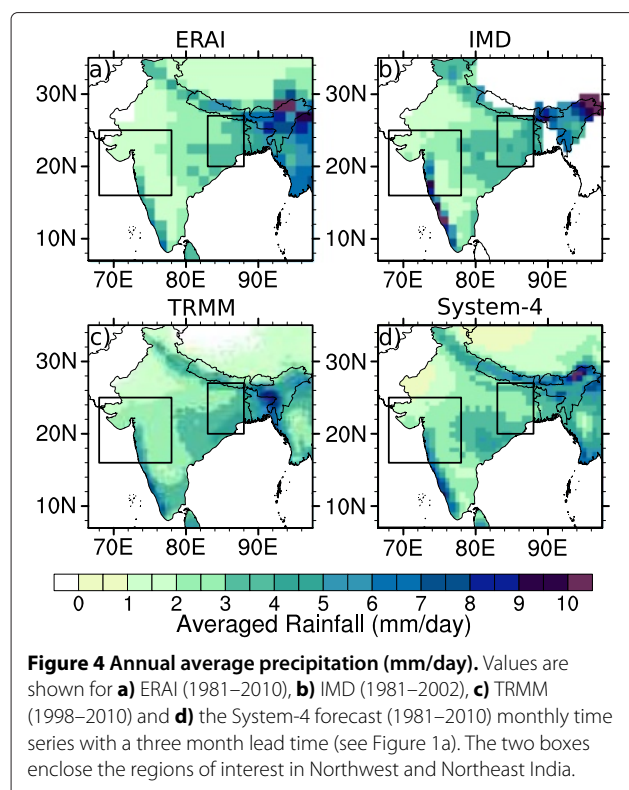 ERAI IMD
a) b)
30N 30N
20N 20N
10N 10N
70E 80E 90E 70E 80E 90E
TRMM System-4
c) d)
30N 30N
20N 20N
10N 10N
70E 80E 90E 70E 80E 90E
0 1 2 3 4 5 6 7 8 9 10
Averaged Rainfall (mm/day)
Figure 4 Annual average precipitation (mm/day). Values are
shown for a) ERAI (1981–2010), b) IMD (1981–2002), c) TRMM
(1998–2010) and d) the System-4 forecast (1981–2010) monthly time
series with a three month lead time (see Figure 1a). The two boxes
enclose the regions of interest in Northwest and Northeast India.